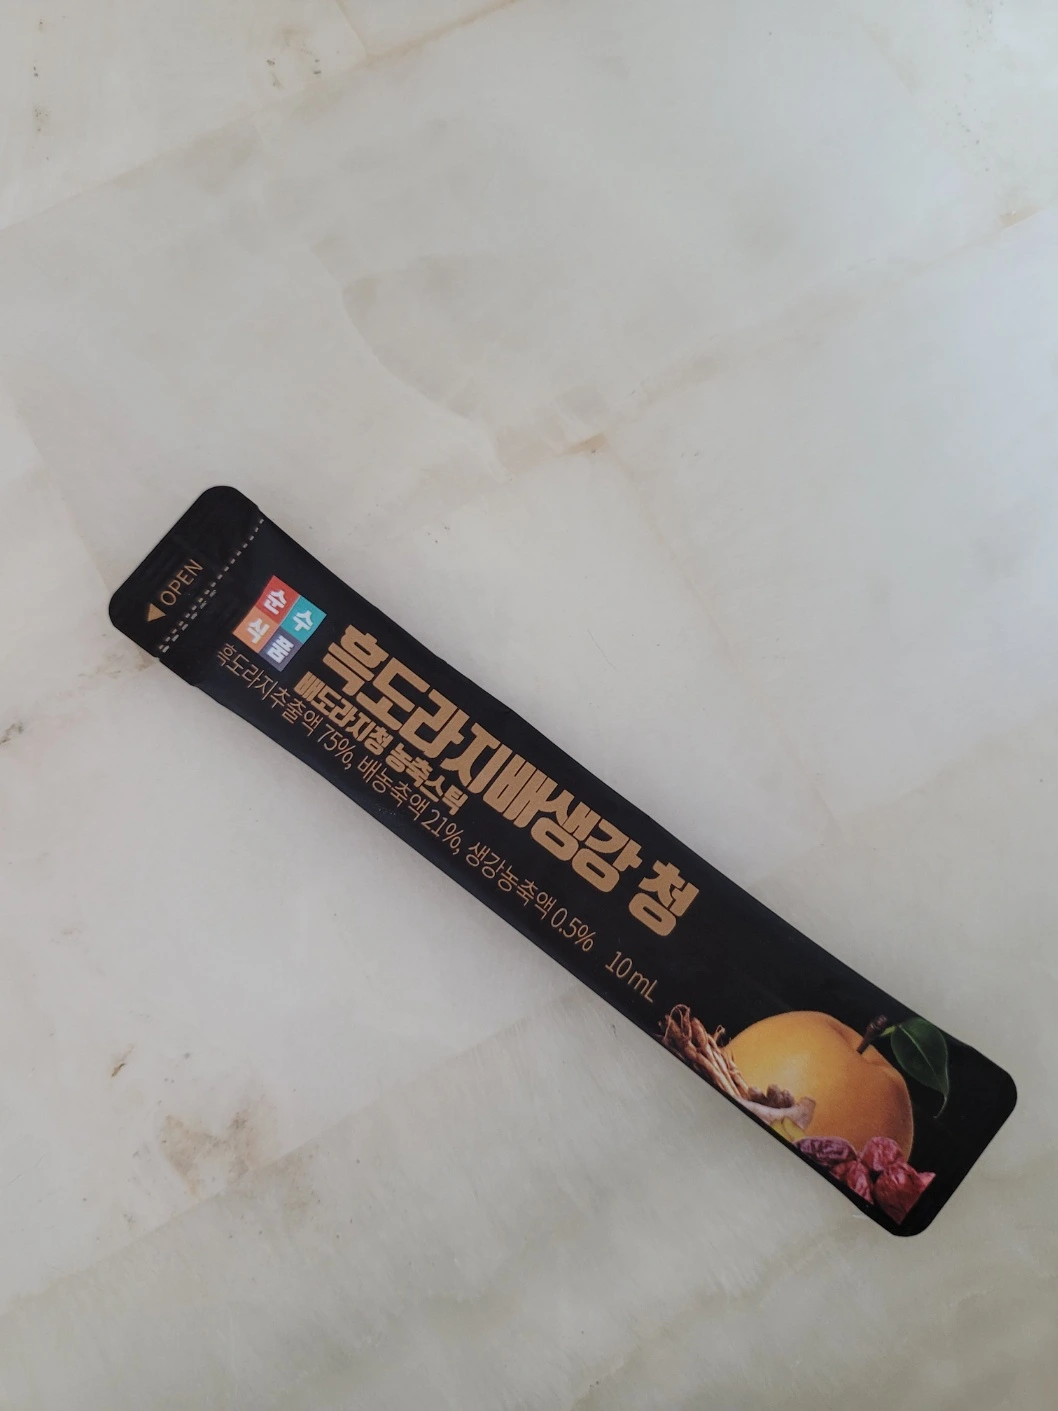 ◀OPEN
순수
식품
흑도라지배생강 청
배도라지청 농축스틱
흑도라지추출액 75%, 배농축액 21%, 생강농축액 0.5%
10 mL